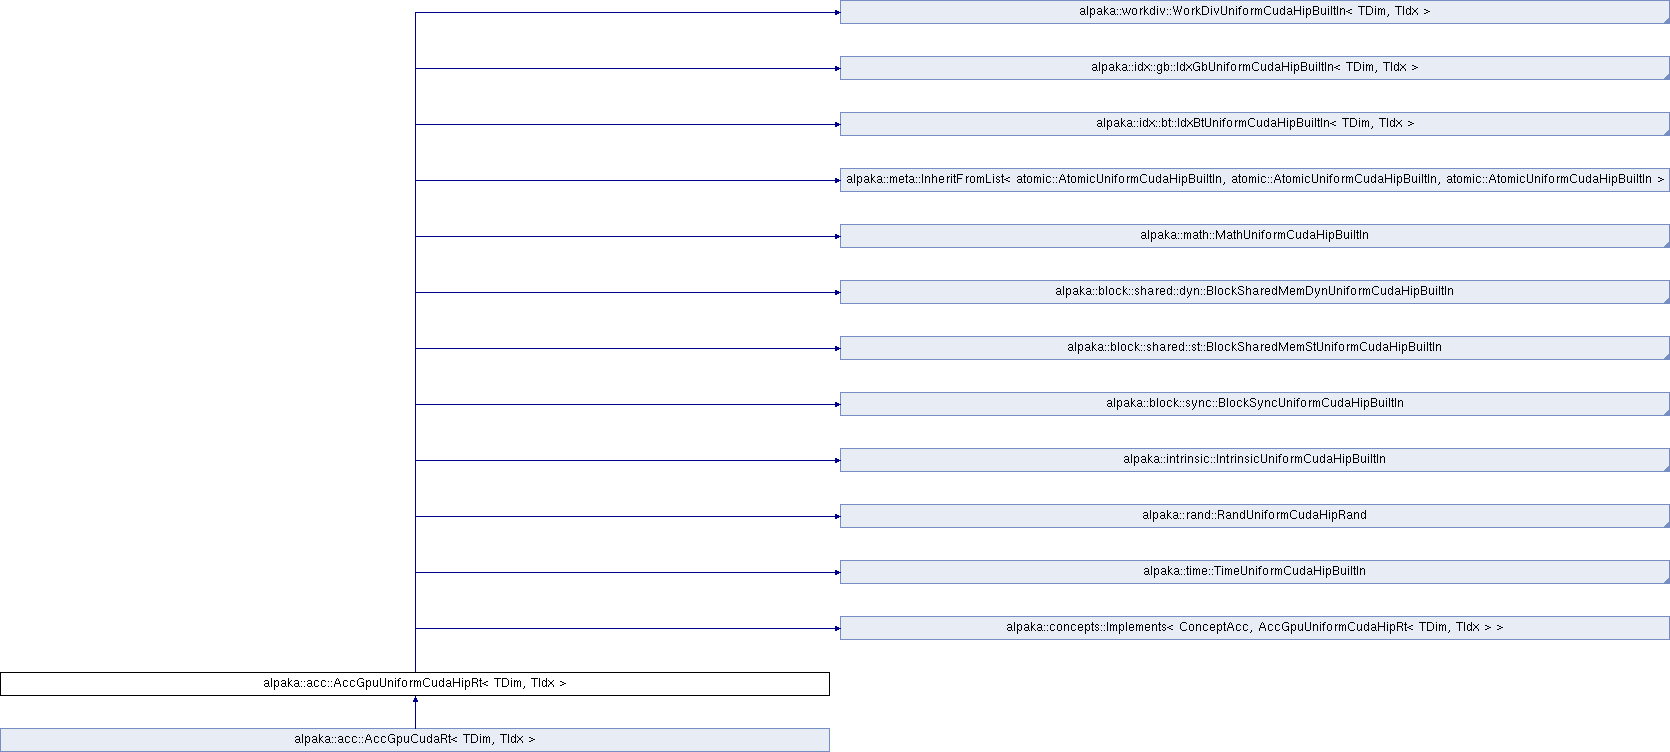 alpaka::workdiv::WorkDivUniformCudaHipBuiltIn< TDim, TIdx >
alpaka::idx::gb::IdxGbUniformCudaHipBuiltIn< TDim, TIdx >
alpaka::idx::bt::IdxBtUniformCudaHipBuiltIn< TDim, TIdx >
alpaka::meta::InheritFromList< atomic::AtomicUniformCudaHipBuiltIn, atomic::AtomicUniformCudaHipBuiltIn, atomic::AtomicUniformCudaHipBuiltIn >
alpaka::math::MathUniformCudaHipBuiltIn
alpaka::block::shared::dyn::BlockSharedMemDynUniformCudaHipBuiltIn
alpaka::block::shared::st::BlockSharedMemStUniformCudaHipBuiltIn
alpaka::block::sync::BlockSyncUniformCudaHipBuiltIn
alpaka::intrinsic::IntrinsicUniformCudaHipBuiltIn
alpaka::rand::RandUniformCudaHipRand
alpaka::time::TimeUniformCudaHipBuiltIn
alpaka::concepts::Implements< ConceptAcc, AccGpuUniformCudaHipRt< TDim, TIdx > >
alpaka::acc::AccGpuUniformCudaHipRt< TDim, TIdx >
alpaka::acc::AccGpuCudaRt< TDim, TIdx >